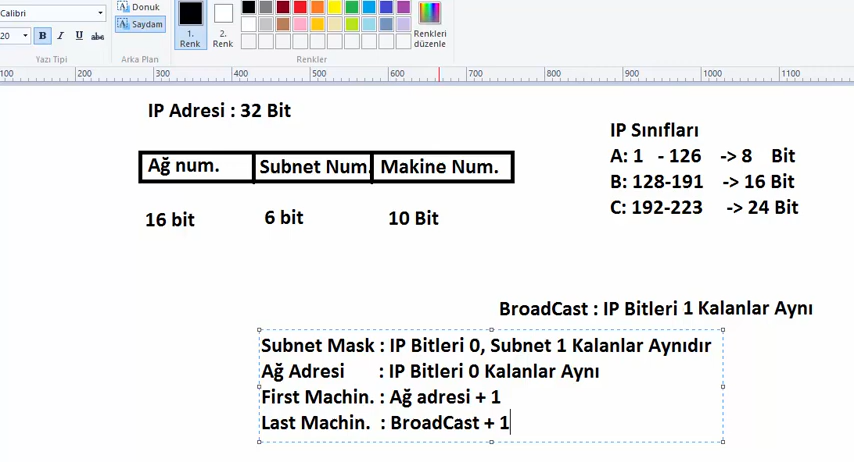 Calibri
Donuk
20 B I U abc
Saydam
1.
Renk
2.
Renk
Renkleri
düzenle
Yazı Tipi
Arka Plan
Renkler
100 200 300 400 500 600 700 800 900 1000 1100
IP Adresi : 32 Bit
Ağ num. Subnet Num. Makine Num.
16 bit 6 bit 10 Bit
IP Sınıfları
A: 1 - 126 -> 8 Bit
B: 128-191 -> 16 Bit
C: 192-223 -> 24 Bit
BroadCast : IP Bitleri 1 Kalanlar Aynı
Subnet Mask : IP Bitleri 0, Subnet 1 Kalanlar Aynıdır
Ağ Adresi : IP Bitleri 0 Kalanlar Aynı
First Machin. : Ağ adresi + 1
Last Machin. : BroadCast + 1